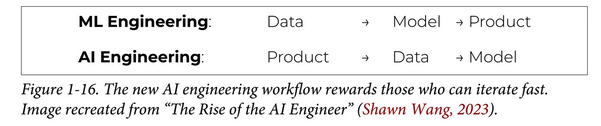 ML Engineering: Data → Model → Product
AI Engineering: Product → Data → Model
Figure 1-16. The new AI engineering workflow rewards those who can iterate fast.
Image recreated from “The Rise of the AI Engineer” (Shawn Wang, 2023).